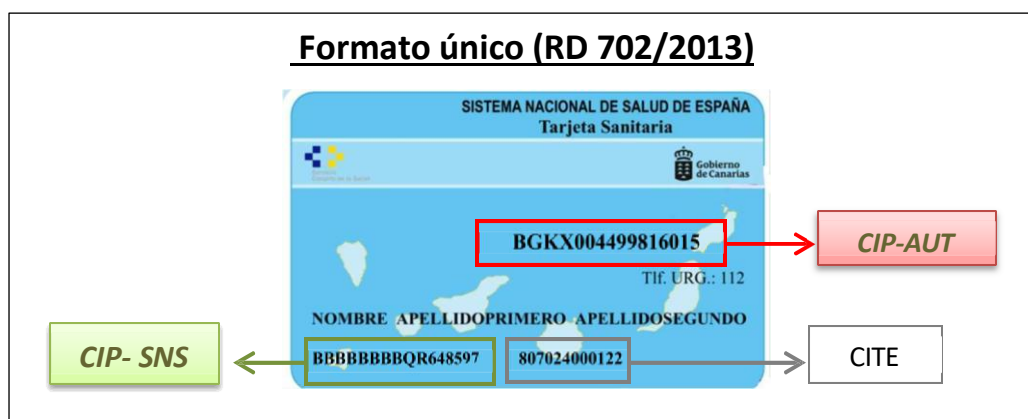 Formato único (RD 702/2013)
SISTEMA NACIONAL DE SALUD DE ESPAÑA
Tarjeta Sanitaria
Gobierno
de Canarias
BGKX004499816015
CIP-AUT
Tlf. URG.: 112
NOMBRE APELLIDOPRIMERO APELLIDOSEGUNDO
CIP- SNS
BBBBBBBBQR648597
807024000122
CITE